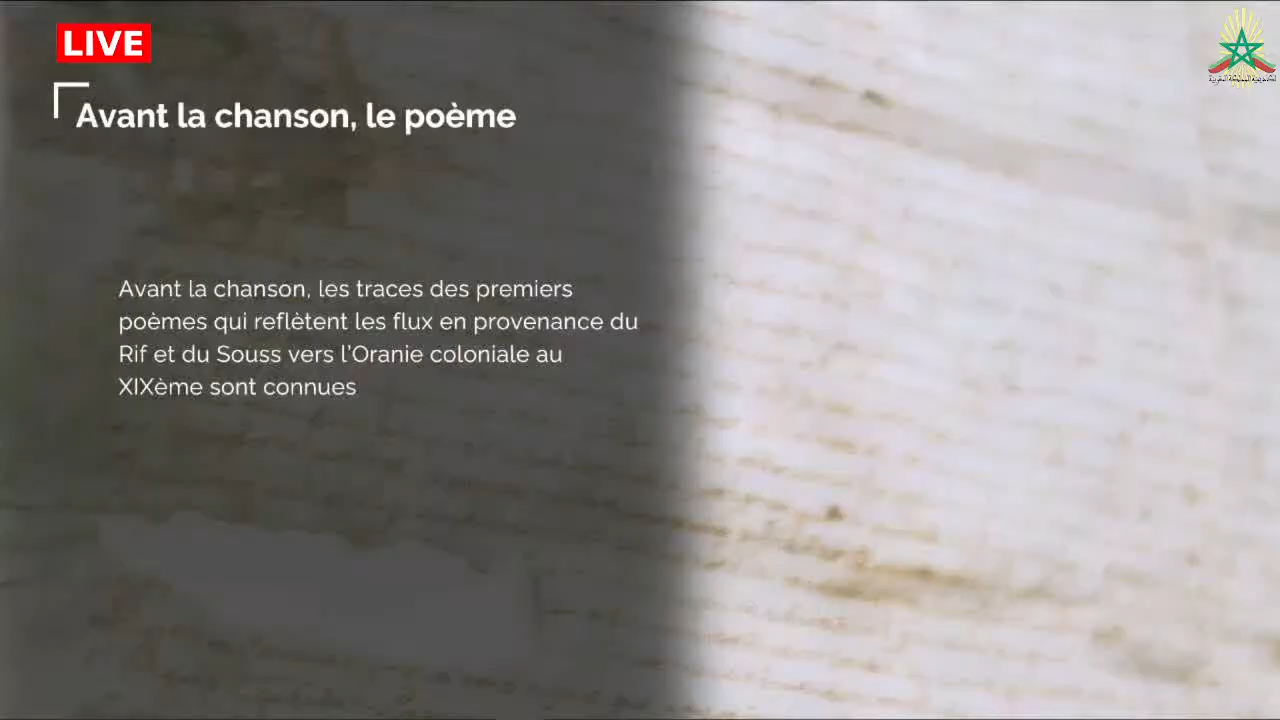 LIVE
Avant la chanson, le poème
Avant la chanson, les traces des premiers
poèmes qui reflètent les flux en provenance du
Rif et du Souss vers l'Oranie coloniale au
XIXème sont connues